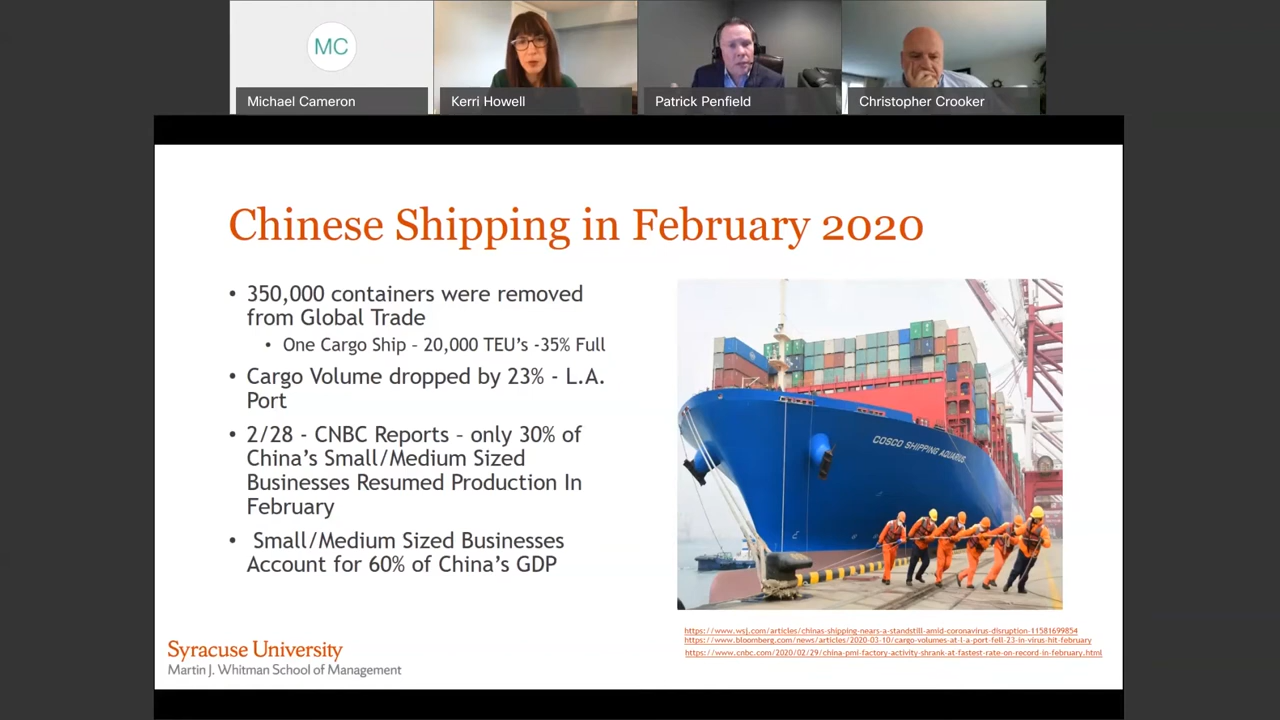 MC
Michael Cameron
Kerri Howell
Patrick Penfield
Christopher Crooker
Chinese Shipping in February 2020
• 350,000 containers were removed
from Global Trade
• One Cargo Ship – 20,000 TEU's -35% Full
• Cargo Volume dropped by 23% - L.A.
Port
• 2/28 - CNBC Reports – only 30% of
China's Small/Medium Sized
Businesses Resumed Production In
February
• Small/Medium Sized Businesses
Account for 60% of China's GDP
COSCO SHIPPING AQUARIUS
https://www.wsj.com/articles/chinas-shipping-nears-a-standstill-amid-coronavirus-disruption-11581699854
https://www.bloomberg.com/news/articles/2020-03-10/cargo-volumes-at-l-a-port-fell-23-in-virus-hit-february
https://www.cnbc.com/2020/02/29/china-pmi-factory-activity-shrank-at-fastest-rate-on-record-in-february.html
Syracuse University
Martin J. Whitman School of Management